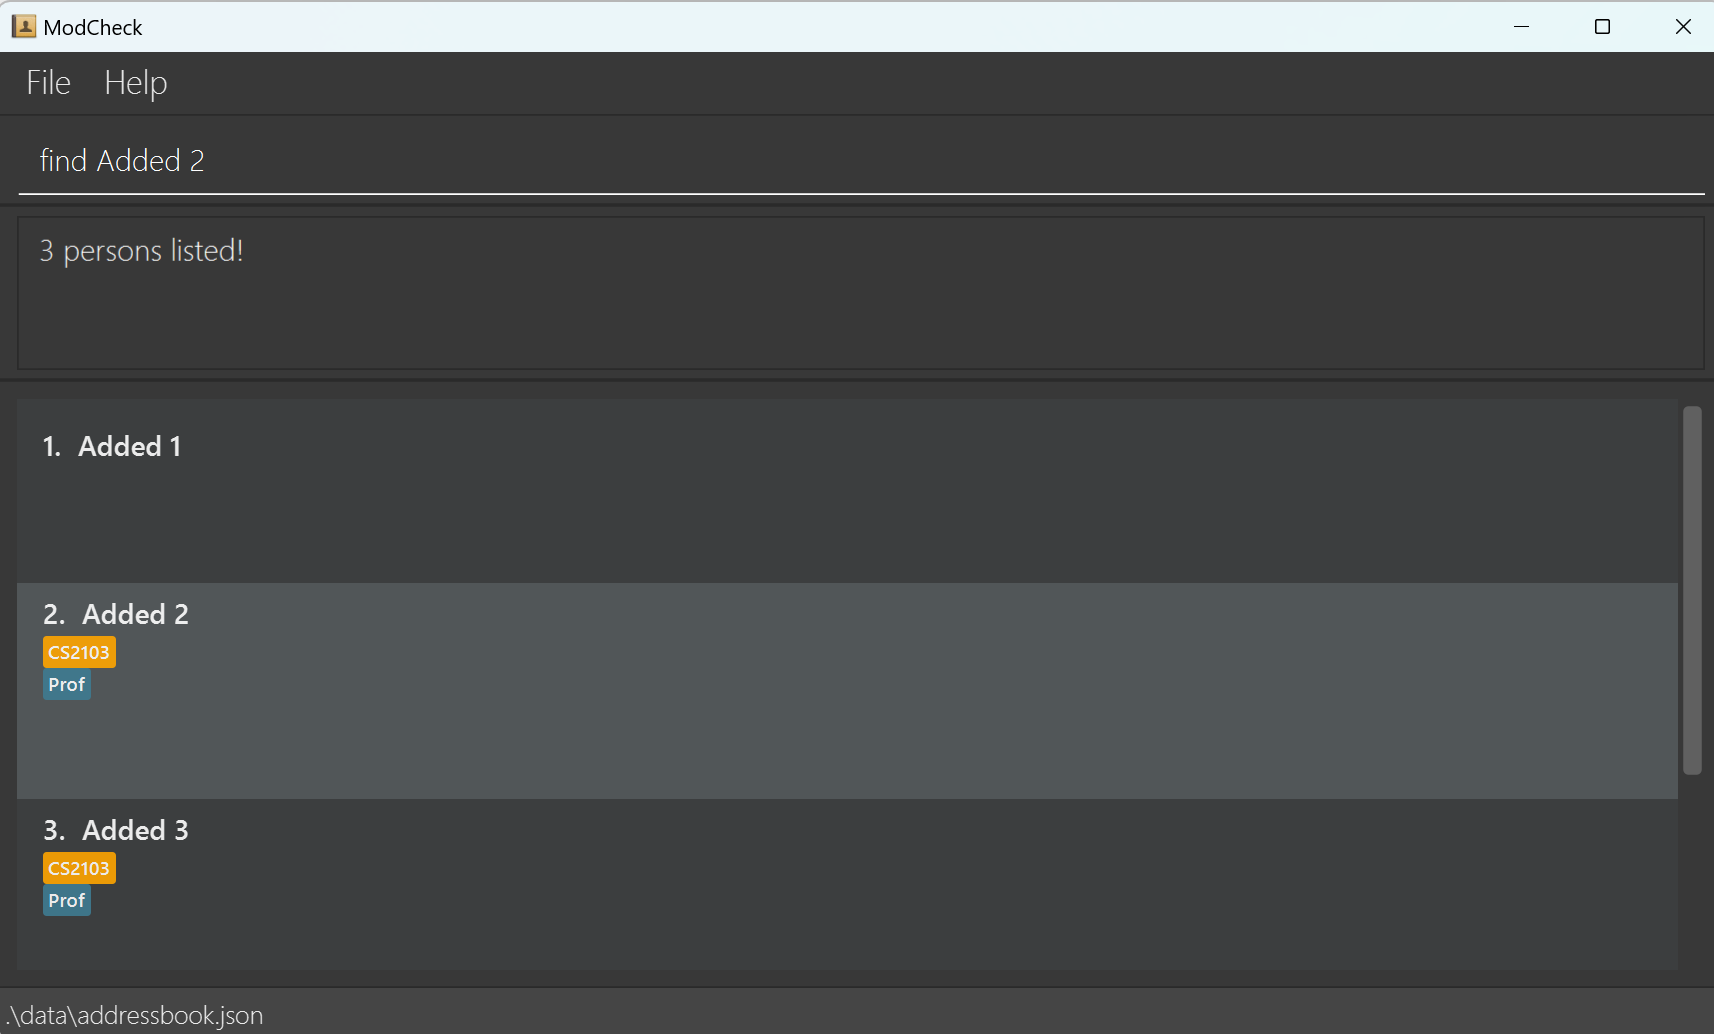 ModCheck
File Help
find Added 2
3 persons listed!
1. Added 1
2. Added 2
CS2103
Prof
3. Added 3
CS2103
Prof
.\data\addressbook.json